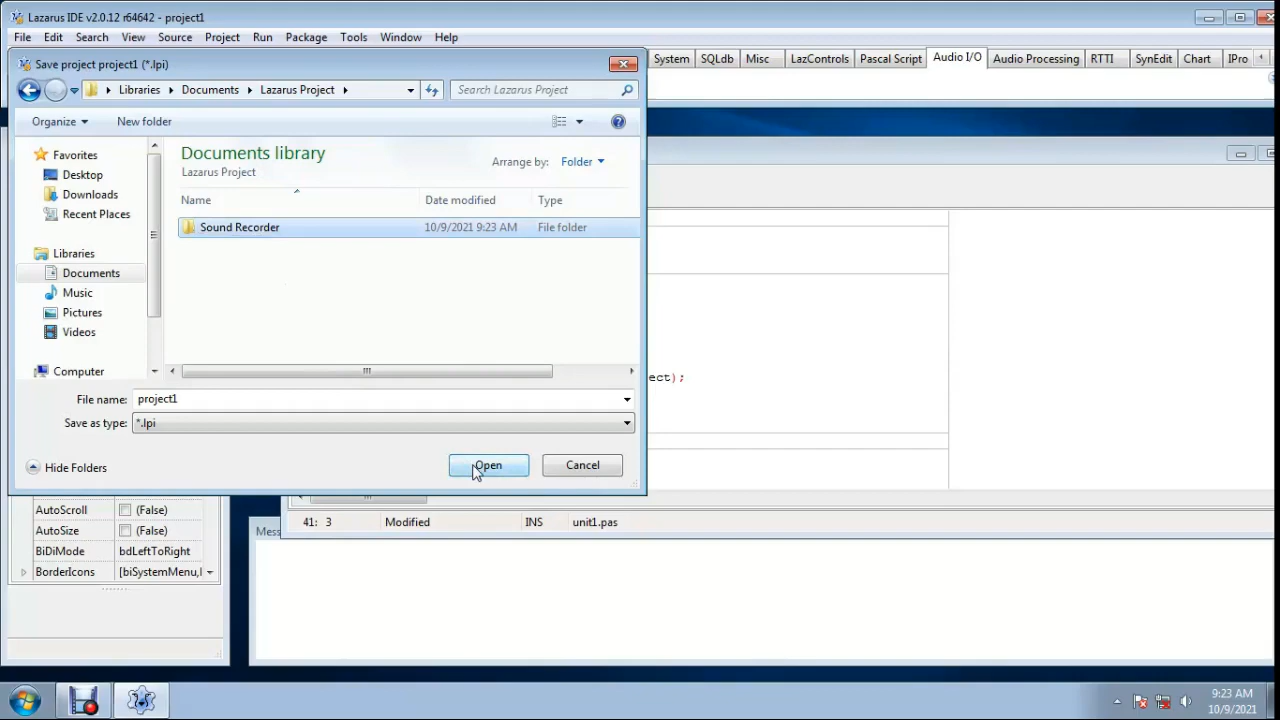 Lazarus IDE v2.0.12 r64642 - project1
File Edit Search View Source Project Run Package Tools Window Help
Save project project1 (*.lpi)
System SQLdb Misc LazControls Pascal Script Audio I/O Audio Processing RTTI SynEdit Chart IPro
Libraries Documents Lazarus Project
Search Lazarus Project
Organize New folder
Favorites
Desktop
Downloads
Recent Places
Libraries
Documents
Music
Pictures
Videos
Computer
Documents library
Lazarus Project
Arrange by: Folder
Name Date modified Type
Sound Recorder 10/9/2021 9:23 AM File folder
ect);
File name: project1
Save as type: *.lpi
Hide Folders
Open
Cancel
AutoScroll (False)
AutoSize (False)
BiDiMode bdLeftToRight
BorderIcons [biSystemMenu,
41: 3 Modified INS unit1.pas
Mess
9:23 AM
10/9/2021